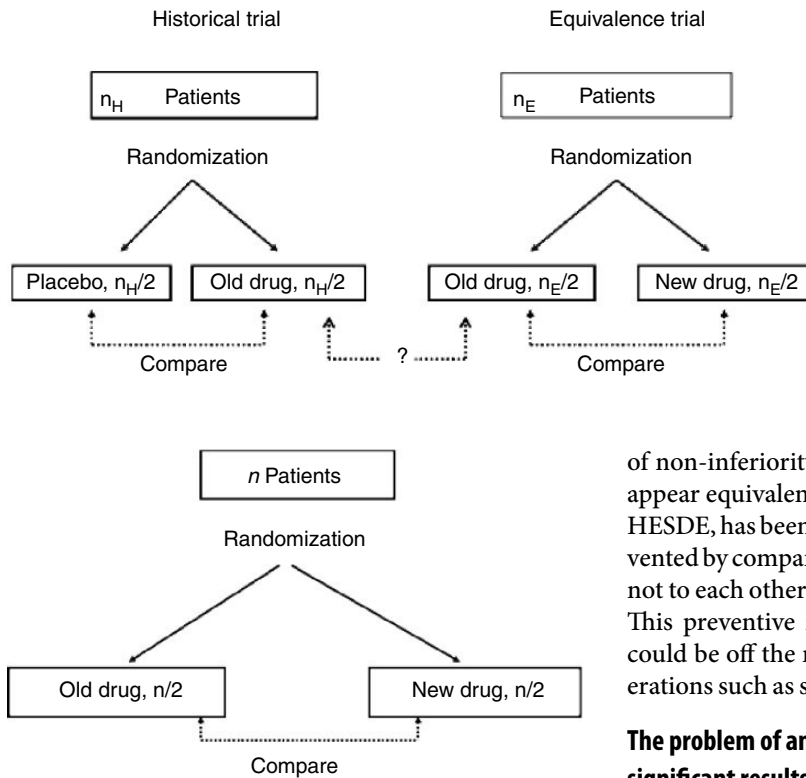 Historical trial
Equivalence trial
n_H Patients
n_E Patients
Randomization
Randomization
Placebo, n_H/2
Old drug, n_H/2
Old drug, n_E/2
New drug, n_E/2
Compare
?
Compare
n Patients
Randomization
Old drug, n/2
New drug, n/2
Compare
of non-inferiority
appear equivalen
HESDE, has been
vented by compar
not to each other
This preventive
could be off the
erations such as s
The problem of
significant results